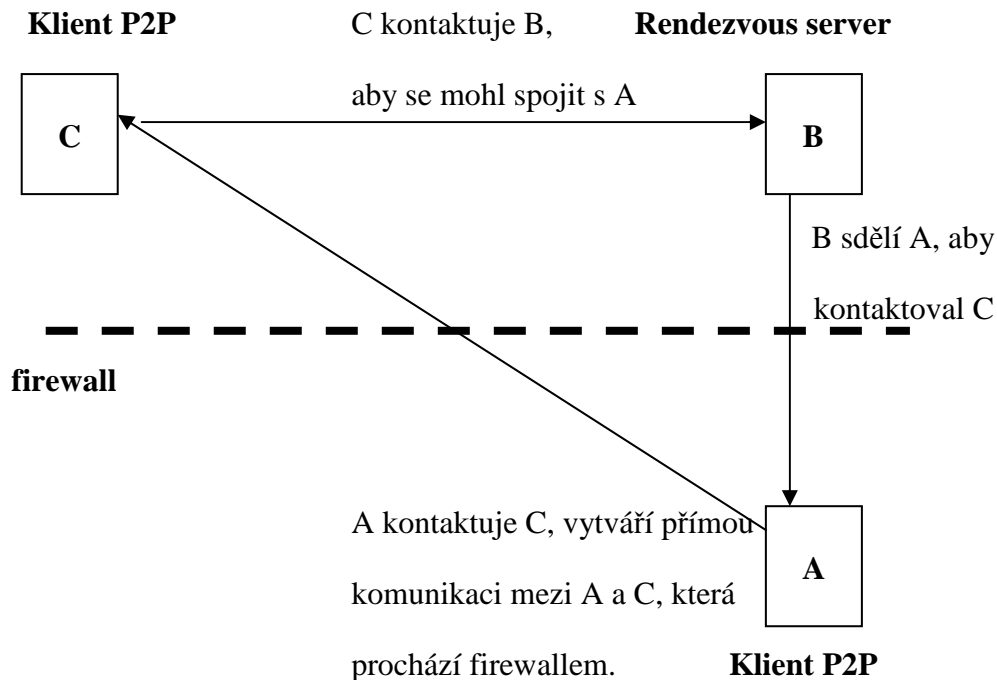 Klient P2P
C kontaktuje B,
aby se mohl spojit s A
Rendezvous server
C
B
B sdělí A, aby
kontaktoval C
firewall
A kontaktuje C, vytváří přímou
komunikaci mezi A a C, která
prochází firewallem.
A
Klient P2P